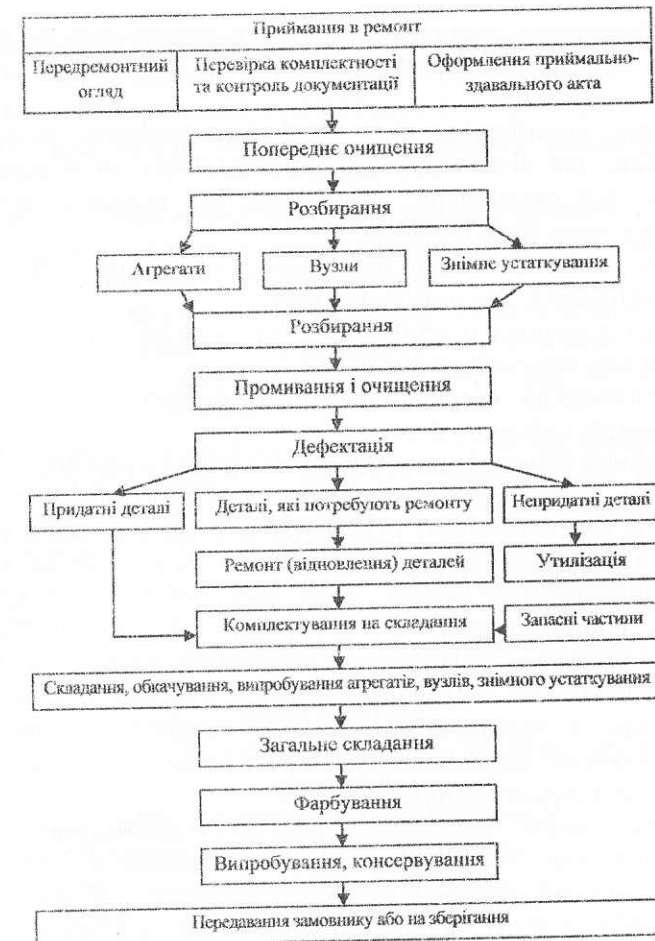 Приймання в ремонт
Передремонтний
огляд
Перевірка комплектності
та контроль документації
Оформлення приймально-
здавального акта
Попереднє очищення
Розбирання
Агрегати
Вузли
Знімне устаткування
Розбирання
Промивання і очищення
Дефектація
Придатні деталі
Деталі, які потребують ремонту
Непридатні деталі
Ремонт (відновлення) деталей
Утилізація
Комплектування на складання
Запасні частини
Складання, обкачування, випробування агрегатів, вузлів, знімного устаткування
Загальне складання
Фарбування
Випробування, консервування
Передавання замовнику або на зберігання